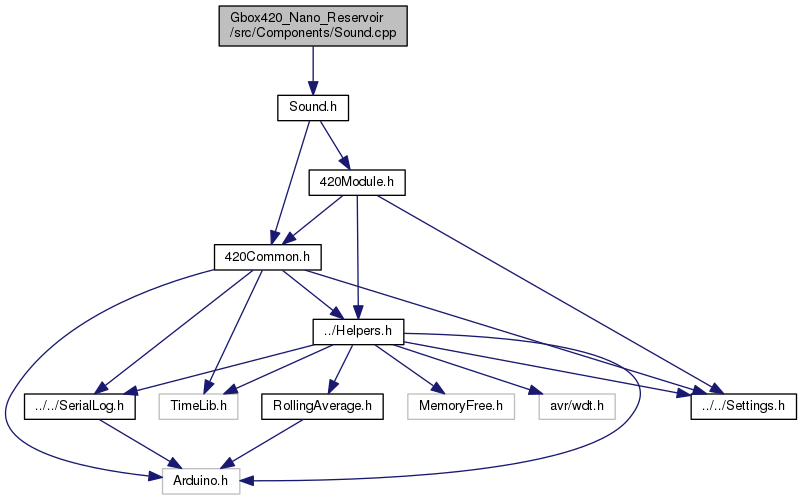 Gbox420_Nano_Reservoir
/src/Components/Sound.cpp
Sound.h
420Module.h
420Common.h
../Helpers.h
../../SerialLog.h
TimeLib.h
RollingAverage.h
MemoryFree.h
avr/wdt.h
../../Settings.h
Arduino.h